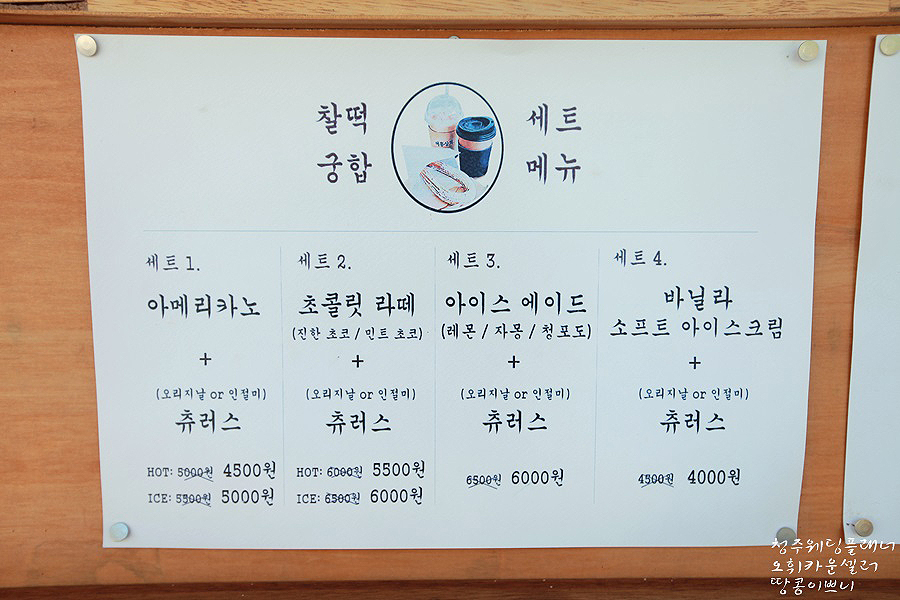 찰떡 세트
궁합 메뉴
세트 1.
아메리카노
+
(오리지날 or 인절미)
츄러스
HOT: 5000원 4500원
ICE: 5500원 5000원
세트 2.
초콜릿 라떼
(진한 초코 / 민트 초코)
+
(오리지날 or 인절미)
츄러스
HOT: 6000원 5500원
ICE: 6500원 6000원
세트 3.
아이스 에이드
(레몬 / 자몽 / 청포도)
+
(오리지날 or 인절미)
츄러스
6500원 6000원
세트 4.
바닐라
소프트 아이스크림
+
(오리지날 or 인절미)
츄러스
4500원 4000원
청주웨딩플래너
오휘카운셀러
땅콩이쁘니